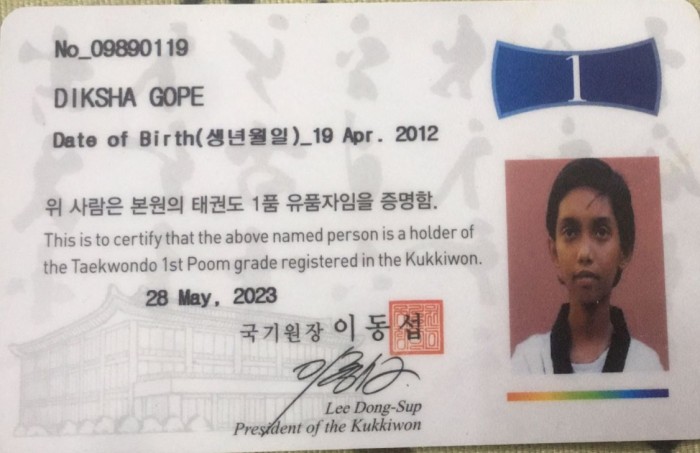 No_09890119
1
DIKSHA GOPE
Date of Birth(생년월일)_19 Apr. 2012
위 사람은 본원의 태권도 1품 유품자임을 증명함.
This is to certify that the above named person is a holder of
the Taekwondo 1st Poom grade registered in the Kukkiwon.
28 May, 2023
국기원장 이동섭
Lee Dong-Sup
President of the Kukkiwon